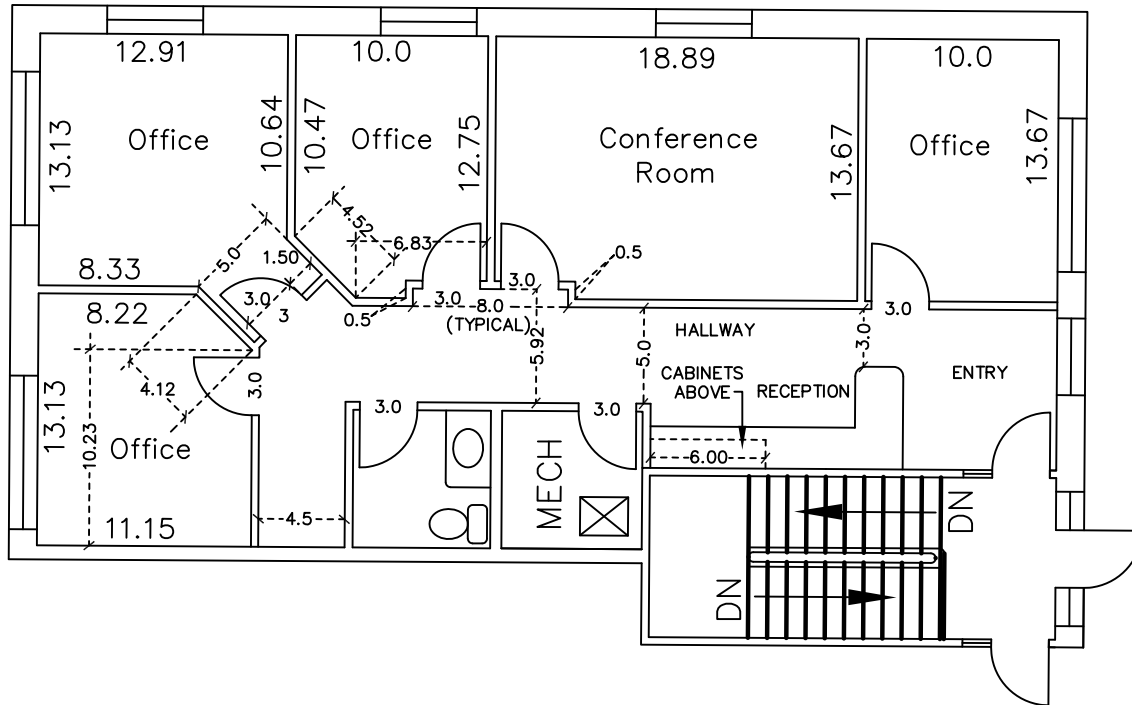 12.91
10.0
18.89
10.0
13.13
Office
10.64
10.47
Office
12.75
Conference
Room
13.67
Office
13.67
4.52
6.83
5.0
1.50
0.5
8.33
3.0
3
3.0
3.0
8.0
(TYPICAL)
0.5
3.0
8.22
5.92
5.0
HALLWAY
3.0
CABINETS
ABOVE
RECEPTION
ENTRY
4.12
3.0
3.0
3.0
13.13
10.23
Office
6.00
MECH
11.15
4.5
DN
DN